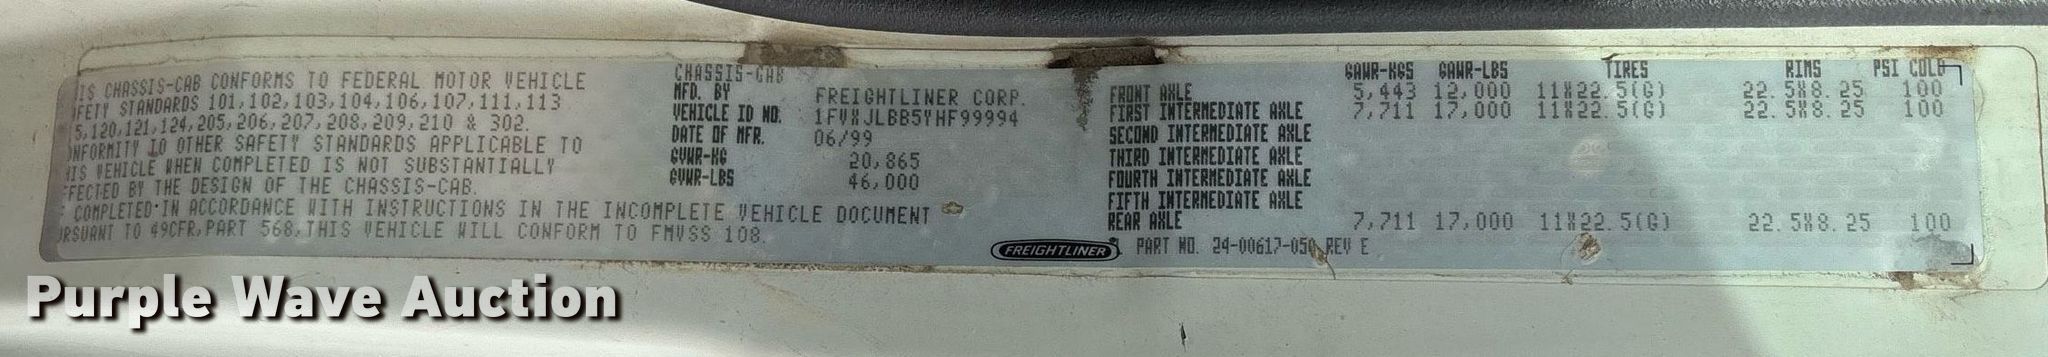 IS CHASSIS-CAB CONFORMS TO FEDERAL MOTOR VEHICLE
FETY STANDARDS 101,102,103,104,106,107,111,113
5,120,121,124,205,206,207,208,209,210 & 302.
NFORMITY TO OTHER SAFETY STANDARDS APPLICABLE TO
IS VEHICLE WHEN COMPLETED IS NOT SUBSTANTIALLY
FECTED BY THE DESIGN OF THE CHASSIS-CAB.
COMPLETED IN ACCORDANCE WITH INSTRUCTIONS IN THE INCOMPLETE VEHICLE DOCUMENT
RSUANT TO 49CFR,PART 568,THIS VEHICLE WILL CONFORM TO FMVSS 108.
CHASSIS-CAB
MFD. BY FREIGHTLINER CORP.
VEHICLE ID NO. 1FVXJLBB5YHF99994
DATE OF MFR. 06/99
GVWR-KG 20,865
GVWR-LBS 46,000
GAWR-KGS GAWR-LBS TIRES RIMS PSI COLD
FRONT AXLE 5,443 12,000 11X22.5(G) 22.5X8.25 100
FIRST INTERMEDIATE AXLE 7,711 17,000 11X22.5(G) 22.5X8.25 100
SECOND INTERMEDIATE AXLE
THIRD INTERMEDIATE AXLE
FOURTH INTERMEDIATE AXLE
FIFTH INTERMEDIATE AXLE
REAR AXLE 7,711 17,000 11X22.5(G) 22.5X8.25 100
FREIGHTLINER PART NO. 24-00617-050 REV E
Purple Wave Auction